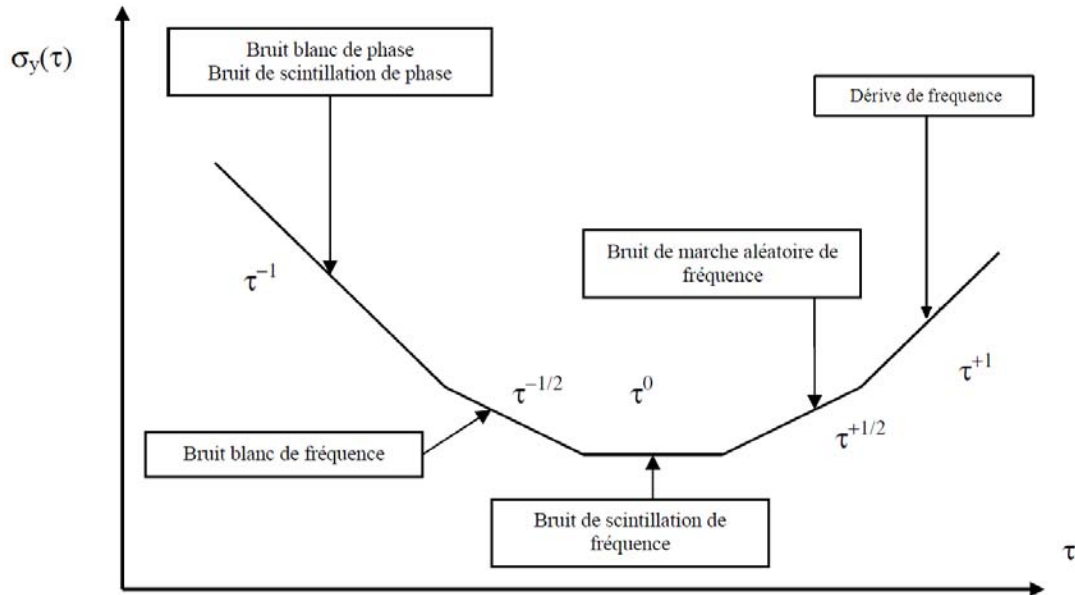 σy(τ)
Bruit blanc de phase
Bruit de scintillation de phase
Dérive de frequence
Bruit de marche aléatoire de
fréquence
τ−1
τ−1/2
τ0
τ+1/2
τ+1
Bruit blanc de fréquence
Bruit de scintillation de
fréquence
τ